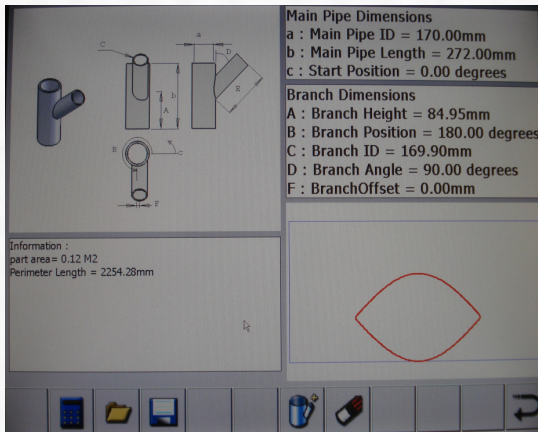 C
a
D
b
A
E
B
C
F
Main Pipe Dimensions
a : Main Pipe ID = 170.00mm
b : Main Pipe Length = 272.00mm
c : Start Position = 0.00 degrees
Branch Dimensions
A : Branch Height = 84.95mm
B : Branch Position = 180.00 degrees
C : Branch ID = 169.90mm
D : Branch Angle = 90.00 degrees
F : BranchOffset = 0.00mm
Information :
part area= 0.12 M2
Perimeter Length = 2254.28mm